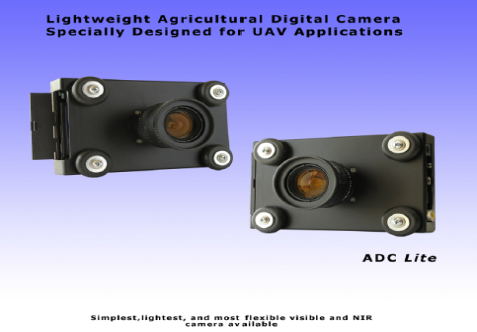 Lightweight Agricultural Digital Camera
Specially Designed for UAV Applications
ADC Lite
Simplest,lightest, and most flexible visible and NIR
camera available